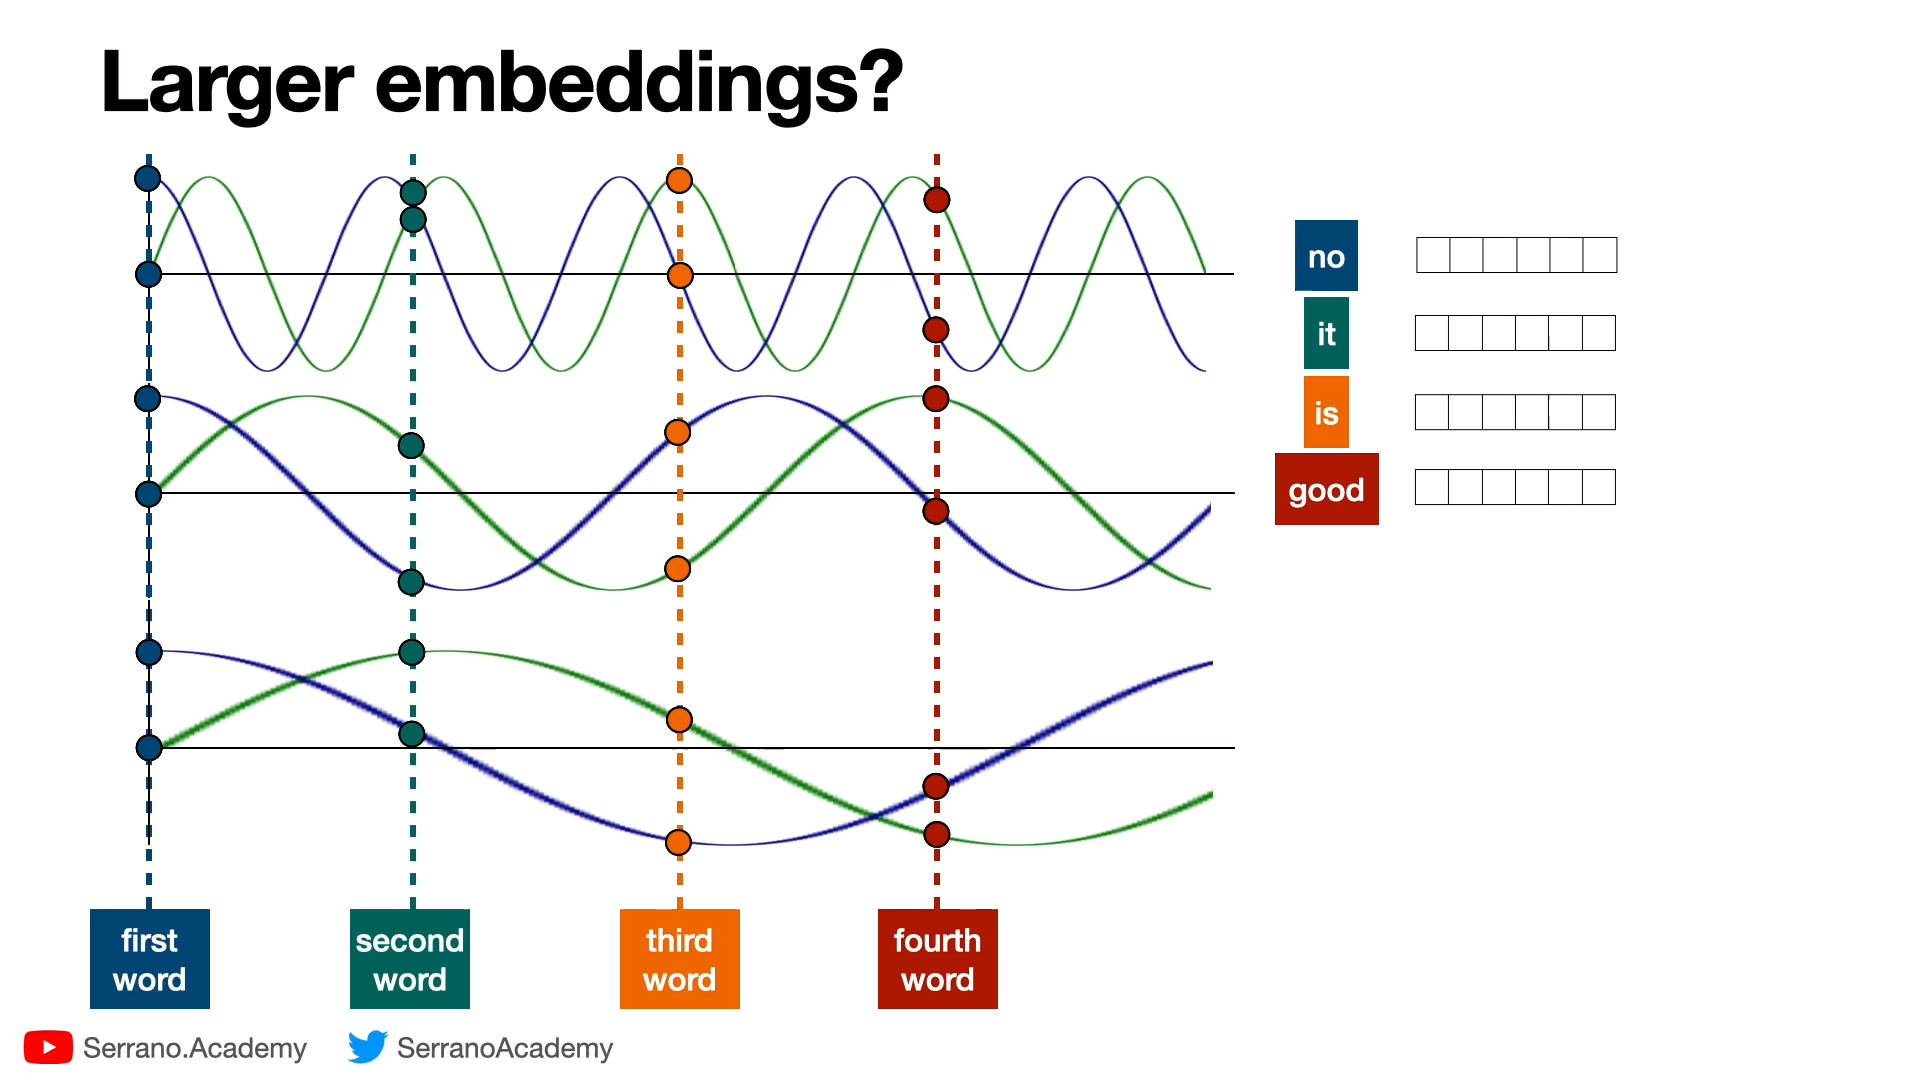 Larger embeddings?
no
it
is
good
first
word
second
word
third
word
fourth
word
Serrano.Academy
SerranoAcademy